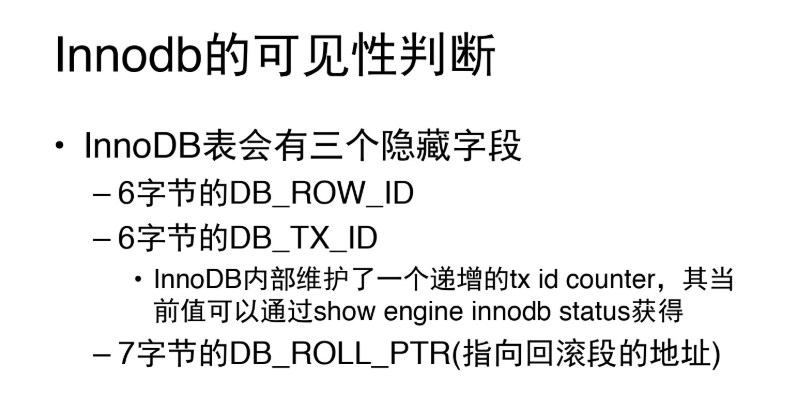 Innodb的可见性判断
• InnoDB表会有三个隐藏字段
– 6字节的DB_ROW_ID
– 6字节的DB_TX_ID
• InnoDB内部维护了一个递增的tx id counter，其当
前值可以通过show engine innodb status获得
– 7字节的DB_ROLL_PTR(指向回滚段的地址)